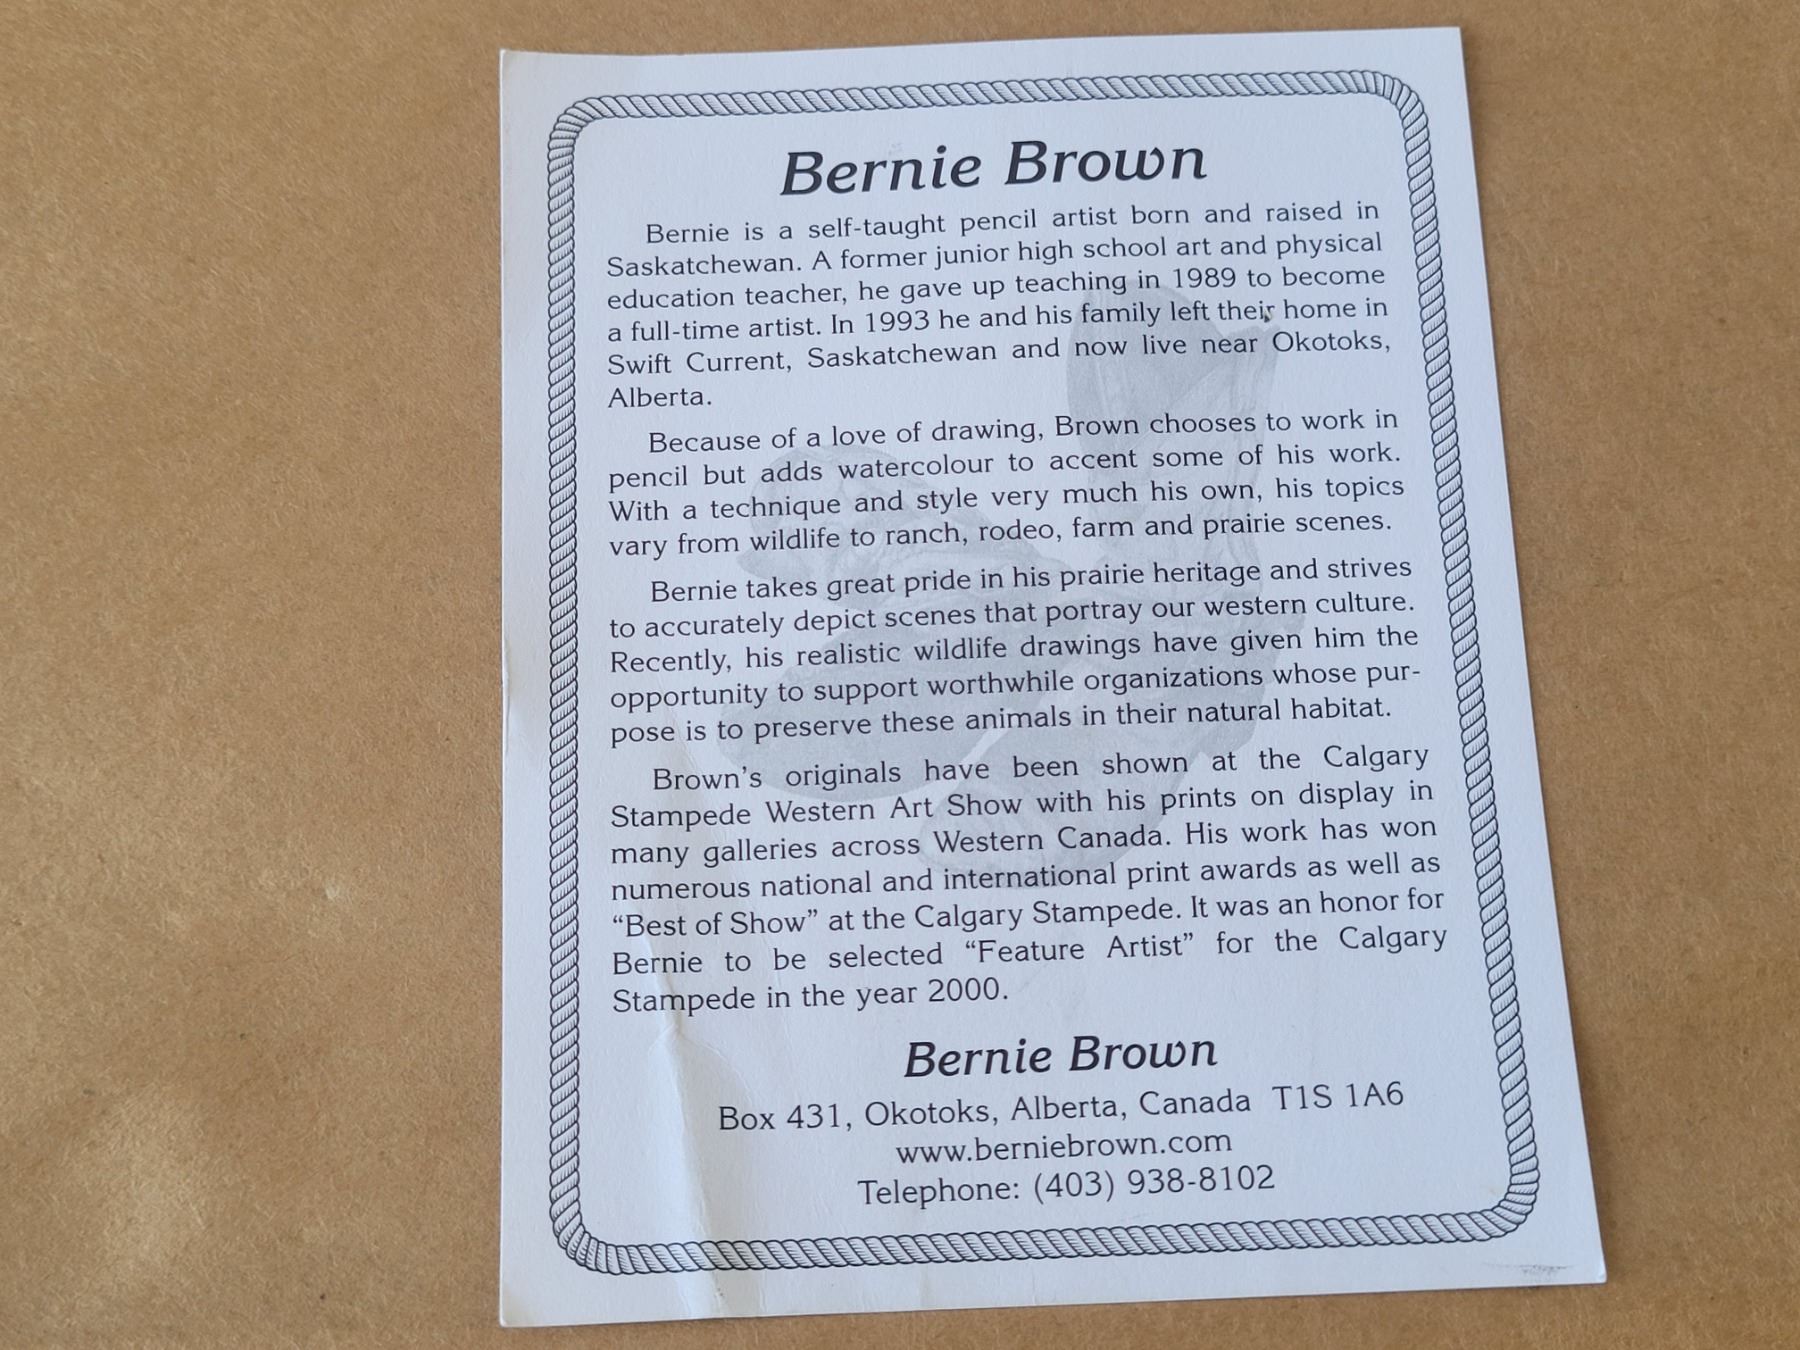 Bernie Brown
Bernie is a self-taught pencil artist born and raised in
Saskatchewan. A former junior high school art and physical
education teacher, he gave up teaching in 1989 to become
a full-time artist. In 1993 he and his family left their home in
Swift Current, Saskatchewan and now live near Okotoks,
Alberta.
Because of a love of drawing, Brown chooses to work in
pencil but adds watercolour to accent some of his work.
With a technique and style very much his own, his topics
vary from wildlife to ranch, rodeo, farm and prairie scenes.
Bernie takes great pride in his prairie heritage and strives
to accurately depict scenes that portray our western culture.
Recently, his realistic wildlife drawings have given him the
opportunity to support worthwhile organizations whose pur-
pose is to preserve these animals in their natural habitat.
Brown's originals have been shown at the Calgary
Stampede Western Art Show with his prints on display in
many galleries across Western Canada. His work has won
numerous national and international print awards as well as
“Best of Show” at the Calgary Stampede. It was an honor for
Bernie to be selected “Feature Artist” for the Calgary
Stampede in the year 2000.
Bernie Brown
Box 431, Okotoks, Alberta, Canada T1S 1A6
www.berniebrown.com
Telephone: (403) 938-8102